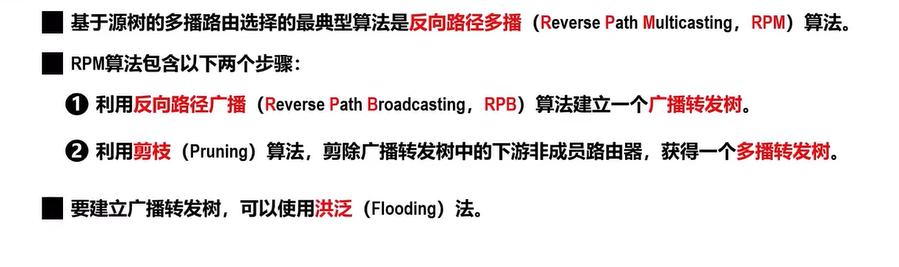 ■ 基于源树的多播路由选择的最典型算法是反向路径多播（Reverse Path Multicasting，RPM）算法。
■ RPM算法包含以下两个步骤：
❶ 利用反向路径广播（Reverse Path Broadcasting，RPB）算法建立一个广播转发树。
❷ 利用剪枝（Pruning）算法，剪除广播转发树中的下游非成员路由器，获得一个多播转发树。
■ 要建立广播转发树，可以使用洪泛（Flooding）法。